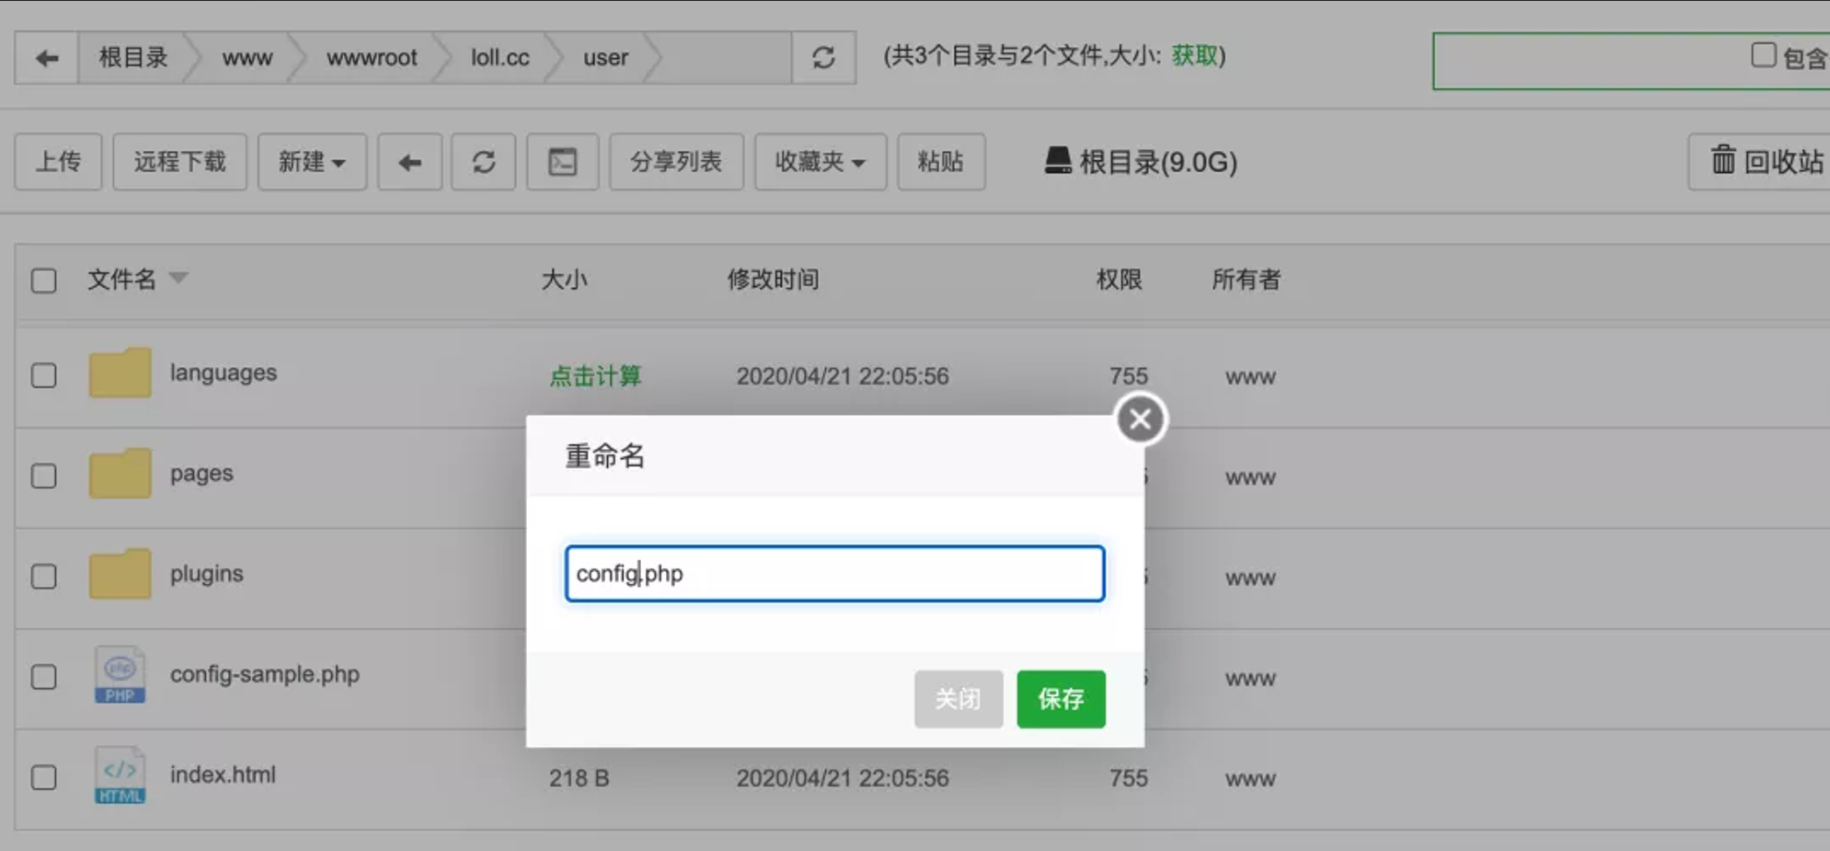 根目录 www wwwroot loll.cc user (共3个目录与2个文件,大小: 获取) 包含
上传 远程下载 新建 分享列表 收藏夹 粘贴 根目录(9.0G) 回收站
文件名 大小 修改时间 权限 所有者
languages 点击计算 2020/04/21 22:05:56 755 www
重命名
pages www
config.php
plugins www
PHP config-sample.php www
关闭 保存
HTML index.html 218 B 2020/04/21 22:05:56 755 www